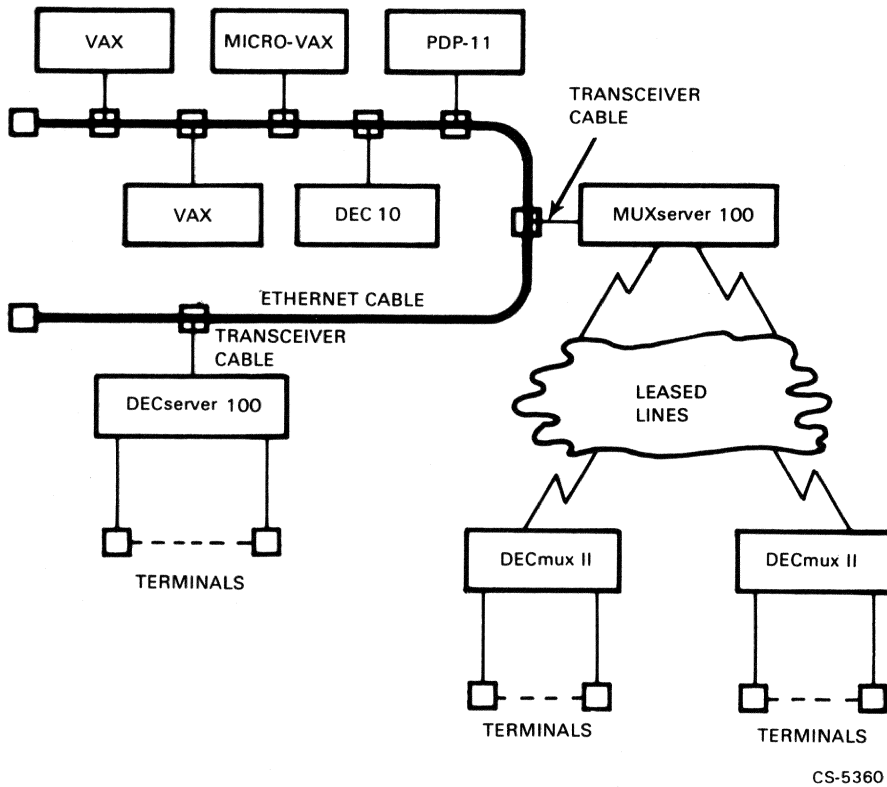 VAX
MICRO-VAX
PDP-11
TRANSCEIVER
CABLE
VAX
DEC 10
MUXserver 100
ETHERNET CABLE
TRANSCEIVER
CABLE
DECserver 100
LEASED
LINES
TERMINALS
DECmux II
DECmux II
TERMINALS
TERMINALS
CS-5360